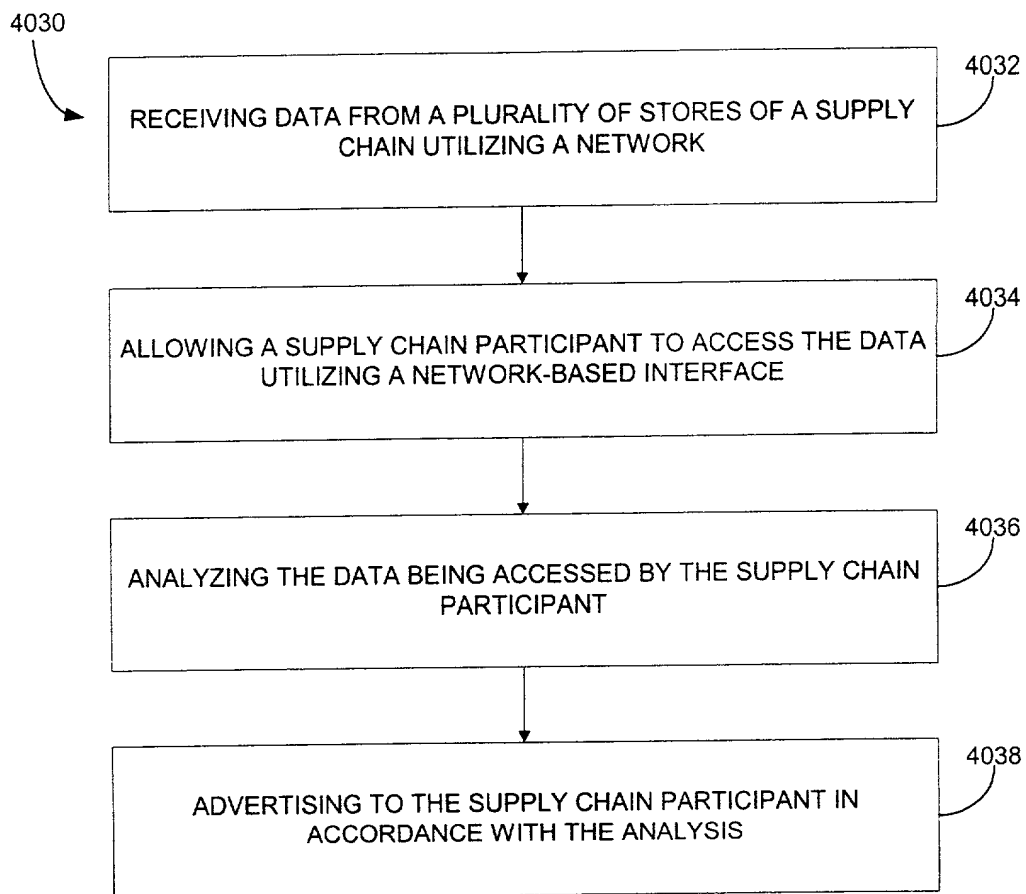 4030
4032
RECEIVING DATA FROM A PLURALITY OF STORES OF A SUPPLY
CHAIN UTILIZING A NETWORK
4034
ALLOWING A SUPPLY CHAIN PARTICIPANT TO ACCESS THE DATA
UTILIZING A NETWORK-BASED INTERFACE
4036
ANALYZING THE DATA BEING ACCESSED BY THE SUPPLY CHAIN
PARTICIPANT
4038
ADVERTISING TO THE SUPPLY CHAIN PARTICIPANT IN
ACCORDANCE WITH THE ANALYSIS